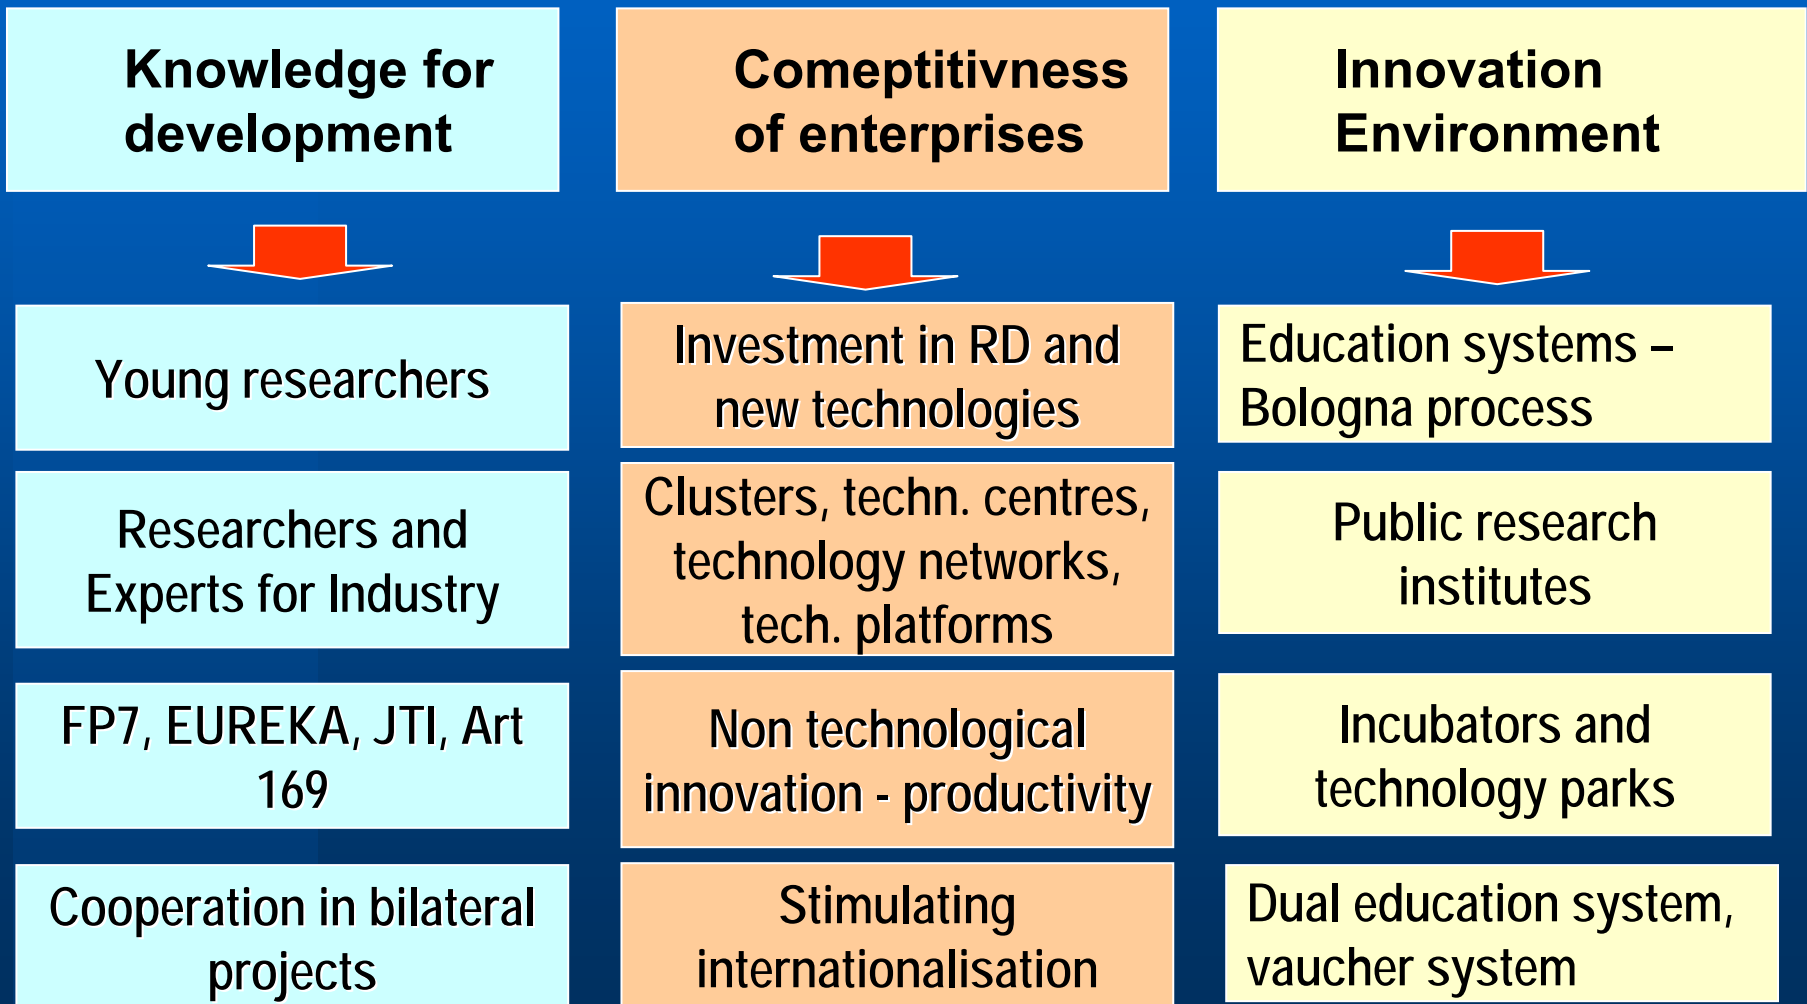 Knowledge for
development
Comeptitivness
of enterprises
Innovation
Environment
Young researchers
Researchers and
Experts for Industry
FP7, EUREKA, JTI, Art
169
Cooperation in bilateral
projects
Investment in RD and
new technologies
Clusters, techn. centres,
technology networks,
tech. platforms
Non technological
innovation - productivity
Stimulating
internationalisation
Education systems –
Bologna process
Public research
institutes
Incubators and
technology parks
Dual education system,
vaucher system